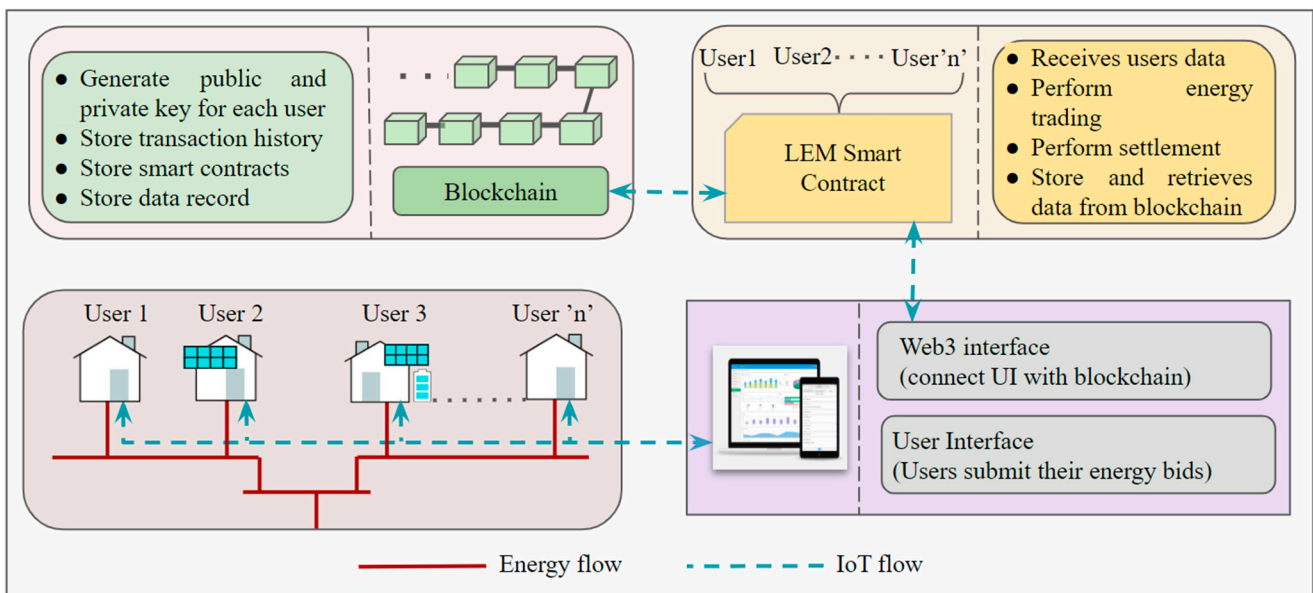 ● Generate public and
private key for each user
● Store transaction history
● Store smart contracts
● Store data record
Blockchain
User1 User2 · · · · User’n’
LEM Smart
Contract
● Receives users data
● Perform energy
trading
● Perform settlement
● Store and retrieves
data from blockchain
User 1 User 2 User 3 User ’n’
Web3 interface
(connect UI with blockchain)
User Interface
(Users submit their energy bids)
Energy flow
IoT flow